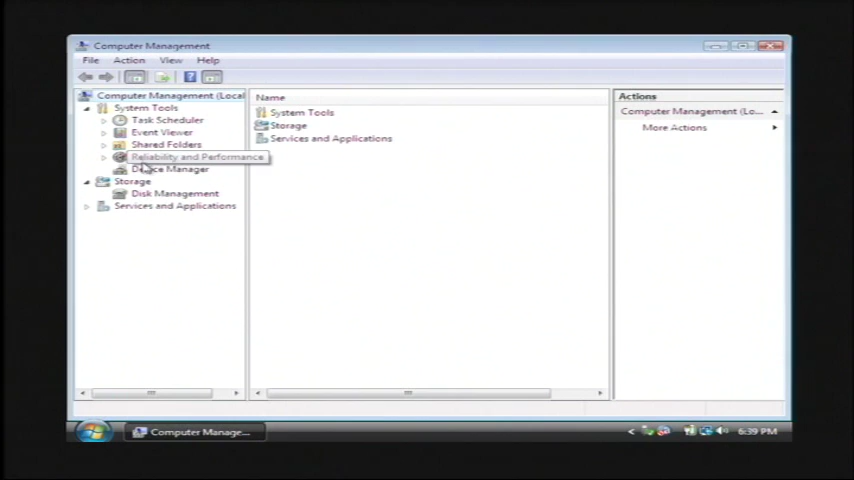 Computer Management
File Action View Help
Computer Management (Local
System Tools
Task Scheduler
Event Viewer
Shared Folders
Reliability and Performance
Device Manager
Storage
Disk Management
Services and Applications
Name
System Tools
Storage
Services and Applications
Actions
Computer Management (Lo...
More Actions
Computer Manage...
6:39 PM